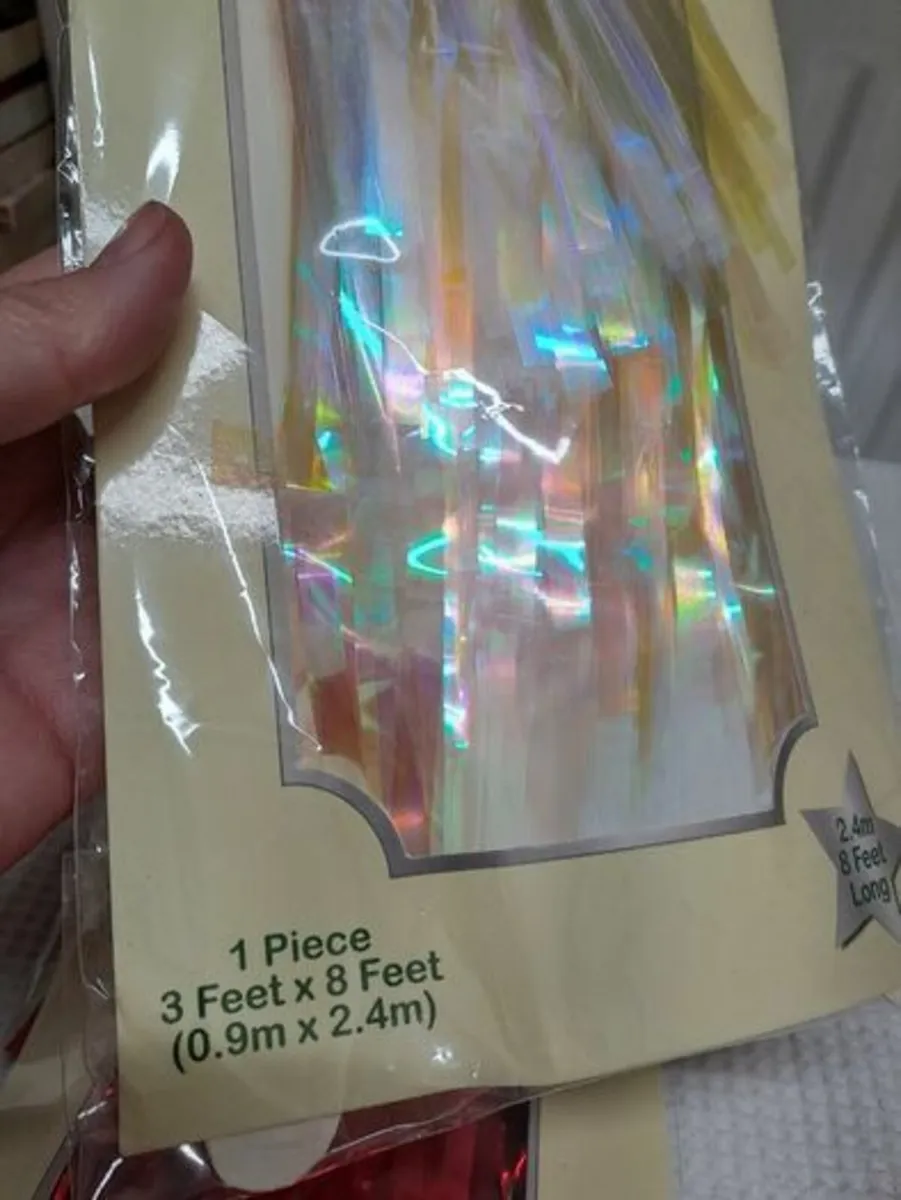 2.4m
8 Feet
Long
1 Piece
3 Feet x 8 Feet
(0.9m x 2.4m)